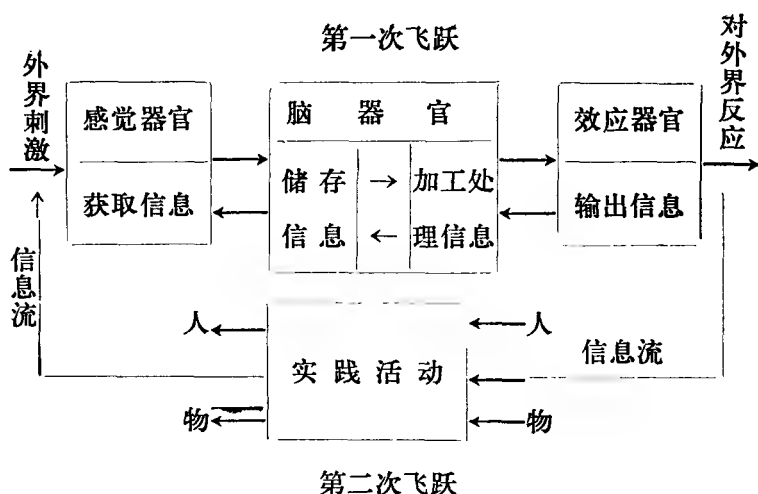 第一次飞跃
外界刺激
对外界反应
感觉器官
获取信息
脑器官
储存
信息
→
←
加工处
理信息
效应器官
输出信息
信息流
人
物
实践活动
人
物
信息流
第二次飞跃